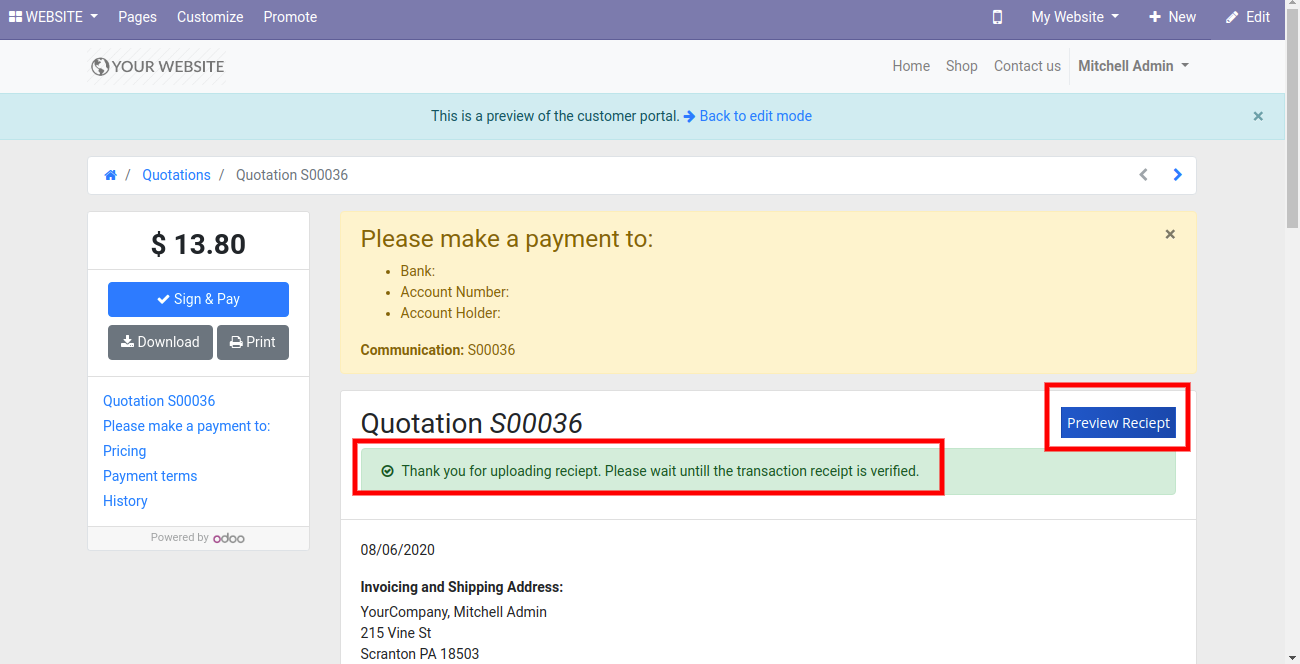 WEBSITE Pages Customize Promote My Website New Edit
YOUR WEBSITE Home Shop Contact us Mitchell Admin
This is a preview of the customer portal. Back to edit mode ×
/ Quotations / Quotation S00036
$ 13.80
Sign & Pay
Download Print
Quotation S00036
Please make a payment to:
Pricing
Payment terms
History
Powered by odoo
Please make a payment to: ×
• Bank:
• Account Number:
• Account Holder:
Communication: S00036
Quotation S00036
Preview Reciept
Thank you for uploading reciept. Please wait untill the transaction receipt is verified.
08/06/2020
Invoicing and Shipping Address:
YourCompany, Mitchell Admin
215 Vine St
Scranton PA 18503